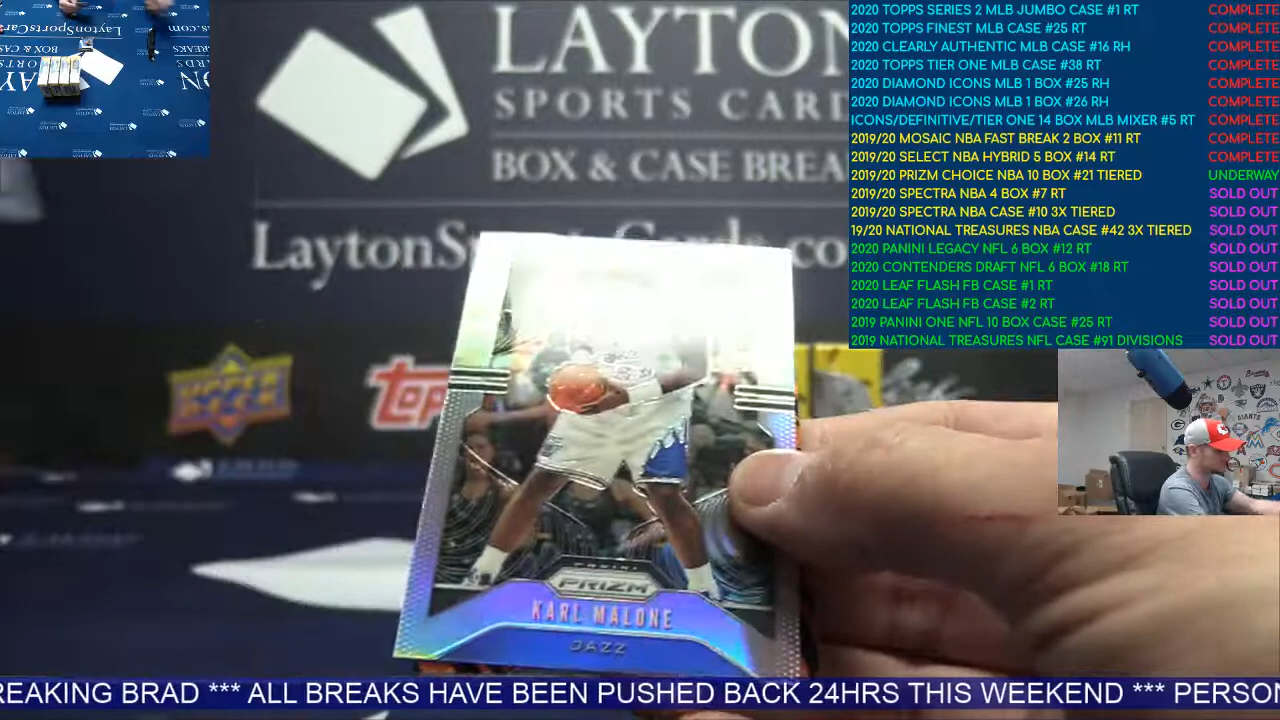 LAYTON
SPORTS CARD
BOX & CASE BREA
LaytonSportsCards.co
2020 TOPPS SERIES 2 MLB JUMBO CASE #1 RT COMPLETE
2020 TOPPS FINEST MLB CASE #25 RT COMPLETE
2020 CLEARLY AUTHENTIC MLB CASE #16 RH COMPLETE
2020 TOPPS TIER ONE MLB CASE #38 RT COMPLETE
2020 DIAMOND ICONS MLB 1 BOX #25 RH COMPLETE
2020 DIAMOND ICONS MLB 1 BOX #26 RH COMPLETE
ICONS/DEFINITIVE/TIER ONE 14 BOX MLB MIXER #5 RT COMPLETE
2019/20 MOSAIC NBA FAST BREAK 2 BOX #11 RT COMPLETE
2019/20 SELECT NBA HYBRID 5 BOX #14 RT COMPLETE
2019/20 PRIZM CHOICE NBA 10 BOX #21 TIERED UNDERWAY
2019/20 SPECTRA NBA 4 BOX #7 RT SOLD OUT
2019/20 SPECTRA NBA CASE #10 3X TIERED SOLD OUT
19/20 NATIONAL TREASURES NBA CASE #42 3X TIERED SOLD OUT
2020 PANINI LEGACY NFL 6 BOX #12 RT SOLD OUT
2020 CONTENDERS DRAFT NFL 6 BOX #18 RT SOLD OUT
2020 LEAF FLASH FB CASE #1 RT SOLD OUT
2020 LEAF FLASH FB CASE #2 RT SOLD OUT
2019 PANINI ONE NFL 10 BOX CASE #25 RT SOLD OUT
2019 NATIONAL TREASURES NFL CASE #91 DIVISIONS SOLD OUT
UPPER DECK
Top
PANINI
PRIZM
KARL MALONE
JAZZ
REAKING BRAD *** ALL BREAKS HAVE BEEN PUSHED BACK 24HRS THIS WEEKEND *** PERSON